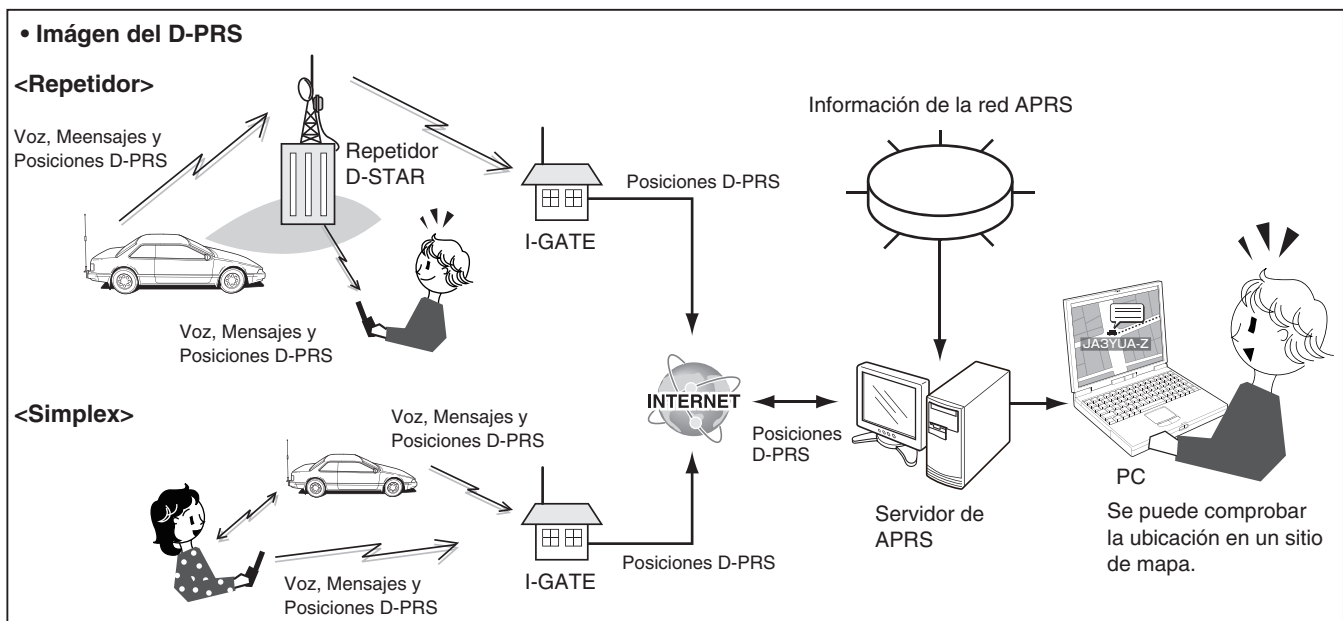 • Imágen del D-PRS
<Repetidor>
Voz, Meensajes y
Posiciones D-PRS
Repetidor
D-STAR
Voz, Mensajes y
Posiciones D-PRS
I-GATE
Posiciones D-PRS
Información de la red APRS
<Simplex>
Voz, Mensajes y
Posiciones D-PRS
Voz, Mensajes y
Posiciones D-PRS
I-GATE
Posiciones D-PRS
INTERNET
Posiciones
D-PRS
Servidor de
APRS
JA3YUA-Z
PC
Se puede comprobar
la ubicación en un sitio
de mapa.